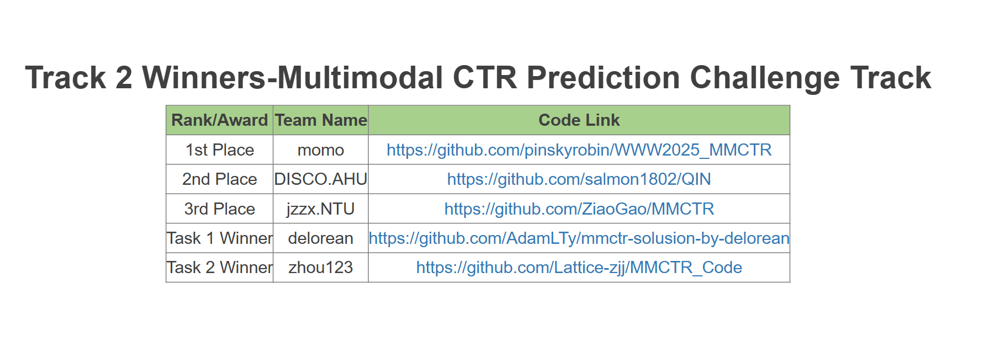 Track 2 Winners-Multimodal CTR Prediction Challenge Track
Rank/Award Team Name Code Link
1st Place momo https://github.com/pinskyrobin/WWW2025_MMCTR
2nd Place DISCO.AHU https://github.com/salmon1802/QIN
3rd Place jzzx.NTU https://github.com/ZiaoGao/MMCTR
Task 1 Winner delorean https://github.com/AdamLTy/mmctr-solusion-by-delorean
Task 2 Winner zhou123 https://github.com/Lattice-zjj/MMCTR_Code